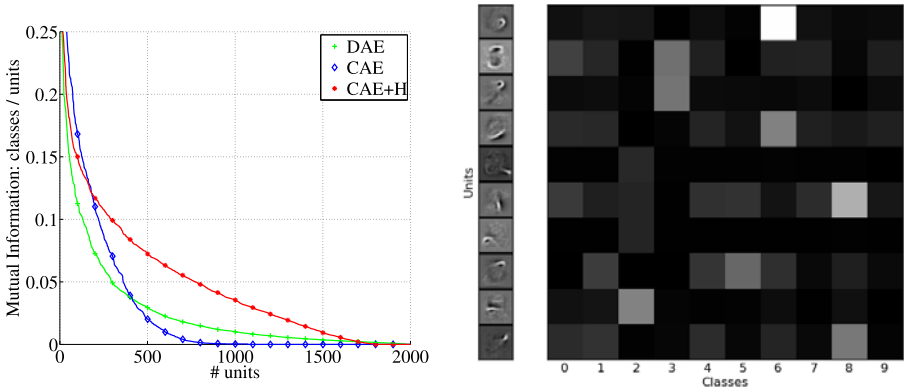 Mutual Information: classes / units
0.25
0.2
0.15
0.1
0.05
0
0 500 1000 1500 2000
# units
DAE
CAE
CAE+H
Units
0 1 2 3 4 5 6 7 8 9
Classes